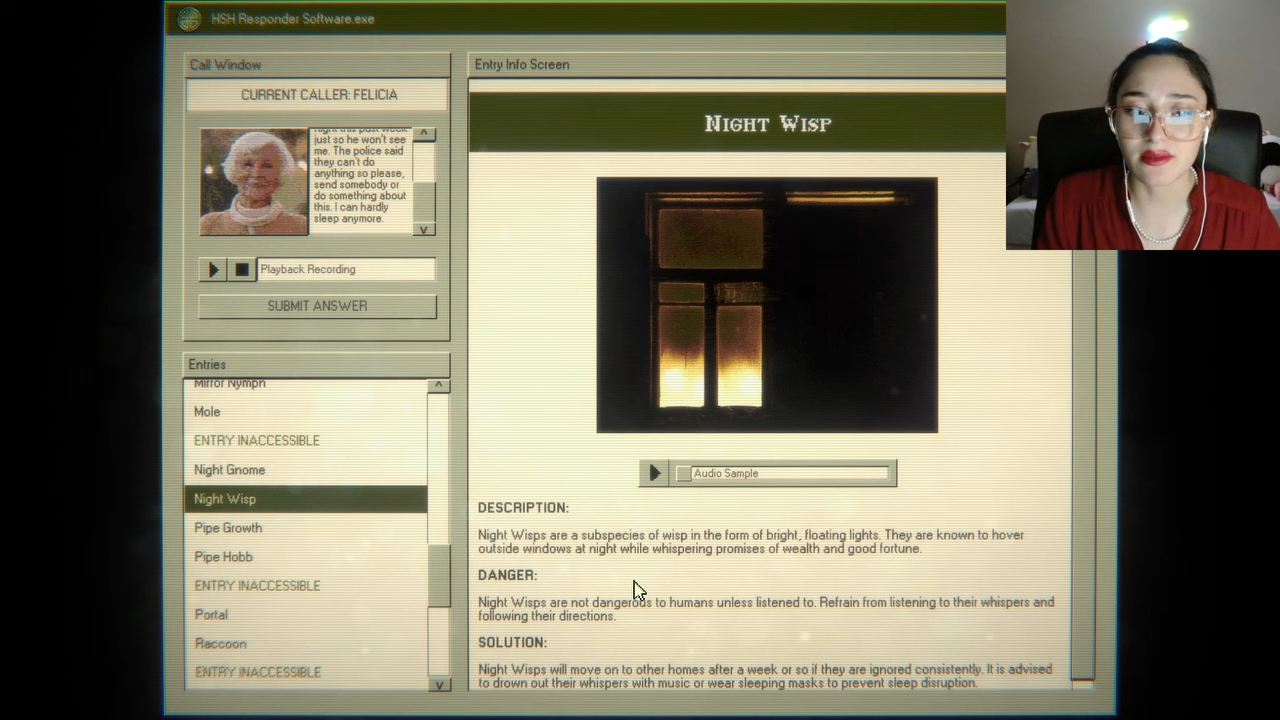 HSH Responder Software.exe
Call Window
CURRENT CALLER: FELICIA
night this past week
just so he won't see
me. The police said
they can't do
anything so please,
send somebody or
do something about
this. I can hardly
sleep anymore.
Playback Recording
SUBMIT ANSWER
Entries
Mirror Nymph
Mole
ENTRY INACCESSIBLE
Night Gnome
Night Wisp
Pipe Growth
Pipe Hobb
ENTRY INACCESSIBLE
Portal
Raccoon
ENTRY INACCESSIBLE
Entry Info Screen
NIGHT WISP
Audio Sample
DESCRIPTION:
Night Wisps are a subspecies of wisp in the form of bright, floating lights. They are known to hover
outside windows at night while whispering promises of wealth and good fortune.
DANGER:
Night Wisps are not dangerous to humans unless listened to. Refrain from listening to their whispers and
following their directions.
SOLUTION:
Night Wisps will move on to other homes after a week or so if they are ignored consistently. It is advised
to drown out their whispers with music or wear sleeping masks to prevent sleep disruption.